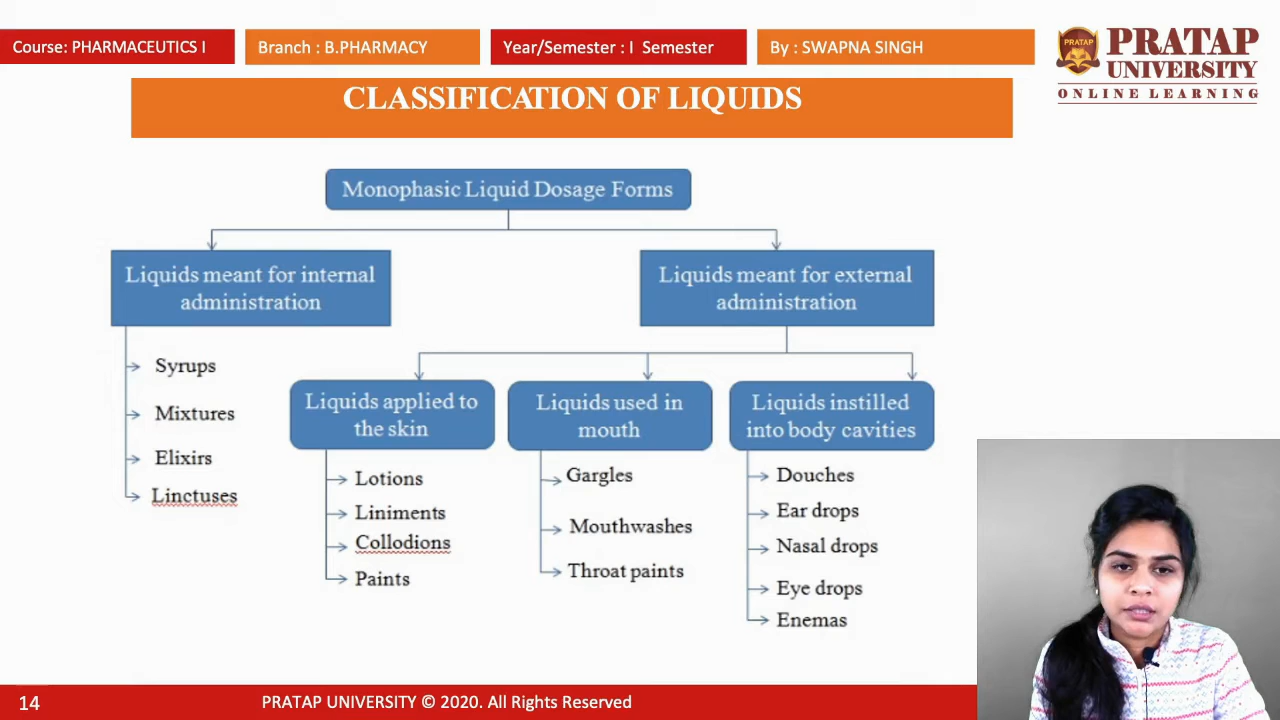 Course: PHARMACEUTICS I
Branch : B.PHARMACY
Year/Semester : I Semester
By : SWAPNA SINGH
PRATAP
PRATAP
UNIVERSITY
ONLINE LEARNING
CLASSIFICATION OF LIQUIDS
Monophasic Liquid Dosage Forms
Liquids meant for internal
administration
Liquids meant for external
administration
Syrups
Mixtures
Elixirs
Linctuses
Liquids applied to
the skin
Lotions
Liniments
Collodions
Paints
Liquids used in
mouth
Gargles
Mouthwashes
Throat paints
Liquids instilled
into body cavities
Douches
Ear drops
Nasal drops
Eye drops
Enemas
14
PRATAP UNIVERSITY © 2020. All Rights Reserved